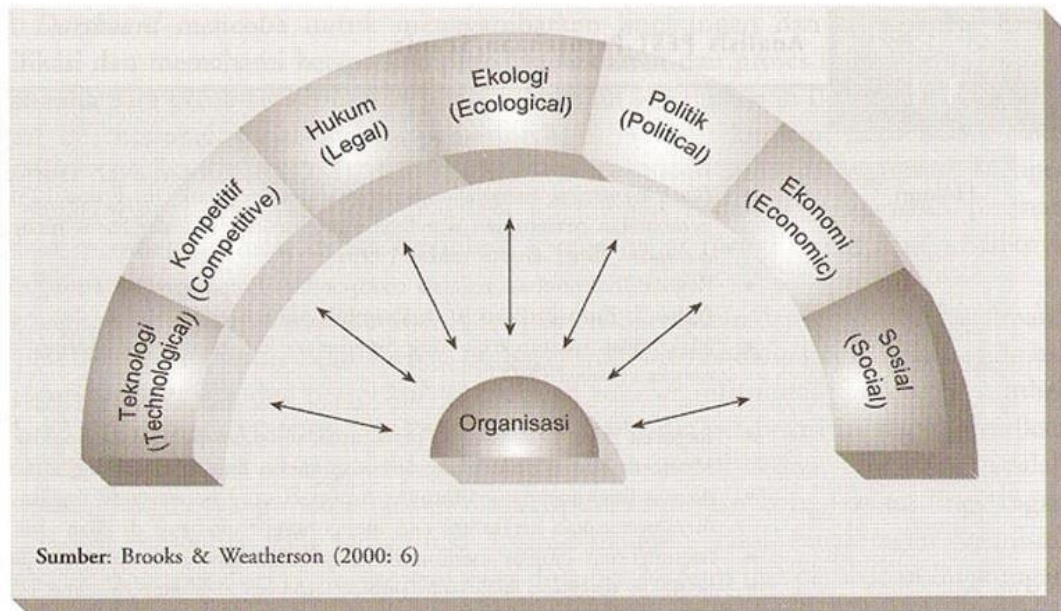 Teknologi
(Technological)
Kompetitif
(Competitive)
Hukum
(Legal)
Ekologi
(Ecological)
Politik
(Political)
Ekonomi
(Economic)
Sosial
(Social)
Organisasi
Sumber: Brooks & Weatherson (2000: 6)